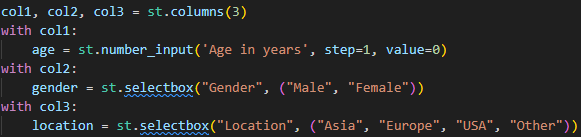 col1, col2, col3 = st.columns(3)
with col1:
    age = st.number_input('Age in years', step=1, value=0)
with col2:
    gender = st.selectbox("Gender", ("Male", "Female"))
with col3:
    location = st.selectbox("Location", ("Asia", "Europe", "USA", "Other"))